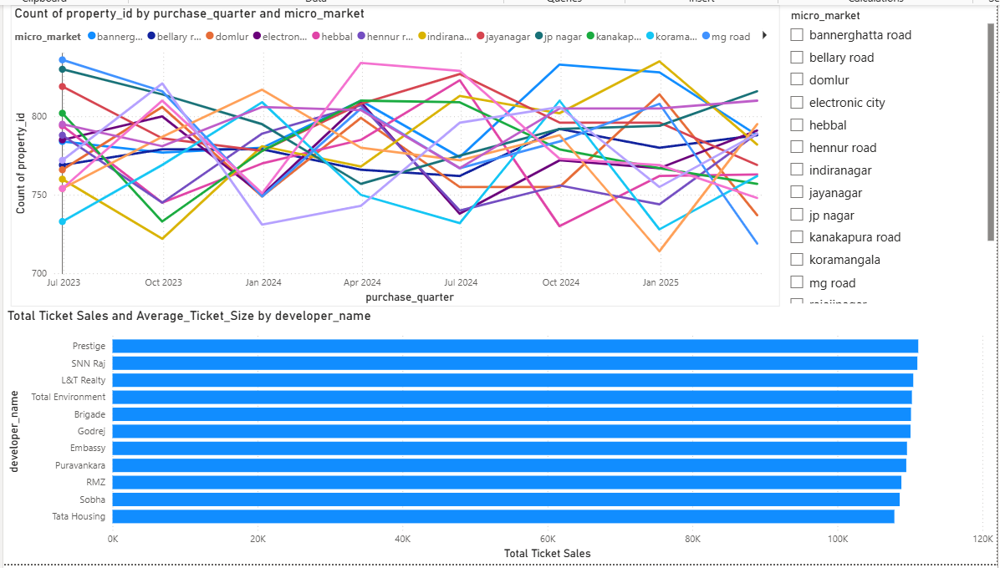 Count of property_id by purchase_quarter and micro_market
micro_market bannerg... bellary r... domlur electron... hebbal hennur r... indirana... jayanagar jp nagar kanakap... korama... mg road
Count of property_id
800
750
700
Jul 2023 Oct 2023 Jan 2024 Apr 2024 Jul 2024 Oct 2024 Jan 2025
purchase_quarter
micro_market
bannerghatta road
bellary road
domlur
electronic city
hebbal
hennur road
indiranagar
jayanagar
jp nagar
kanakapura road
koramangala
mg road
Total Ticket Sales and Average_Ticket_Size by developer_name
developer_name
Prestige
SNN Raj
L&T Realty
Total Environment
Brigade
Godrej
Embassy
Puravankara
RMZ
Sobha
Tata Housing
0K 20K 40K 60K 80K 100K 120K
Total Ticket Sales